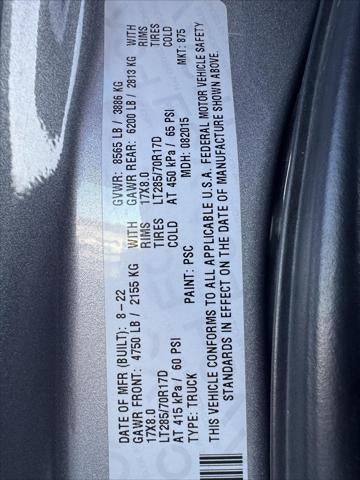 DATE OF MFR (BUILT): 8-22 GVWR: 8565 LB / 3886 KG
GAWR FRONT: 4750 LB / 2155 KG WITH GAWR REAR: 6200 LB / 2813 KG WITH
17X8.0 RIMS 17X8.0 RIMS
LT285/70R17D TIRES LT285/70R17D TIRES
AT 415 kPa / 60 PSI COLD AT 450 kPa / 65 PSI COLD
TYPE: TRUCK PAINT: PSC MDH: 082015 MKT: 875
THIS VEHICLE CONFORMS TO ALL APPLICABLE U.S.A. FEDERAL MOTOR VEHICLE SAFETY
STANDARDS IN EFFECT ON THE DATE OF MANUFACTURE SHOWN ABOVE.